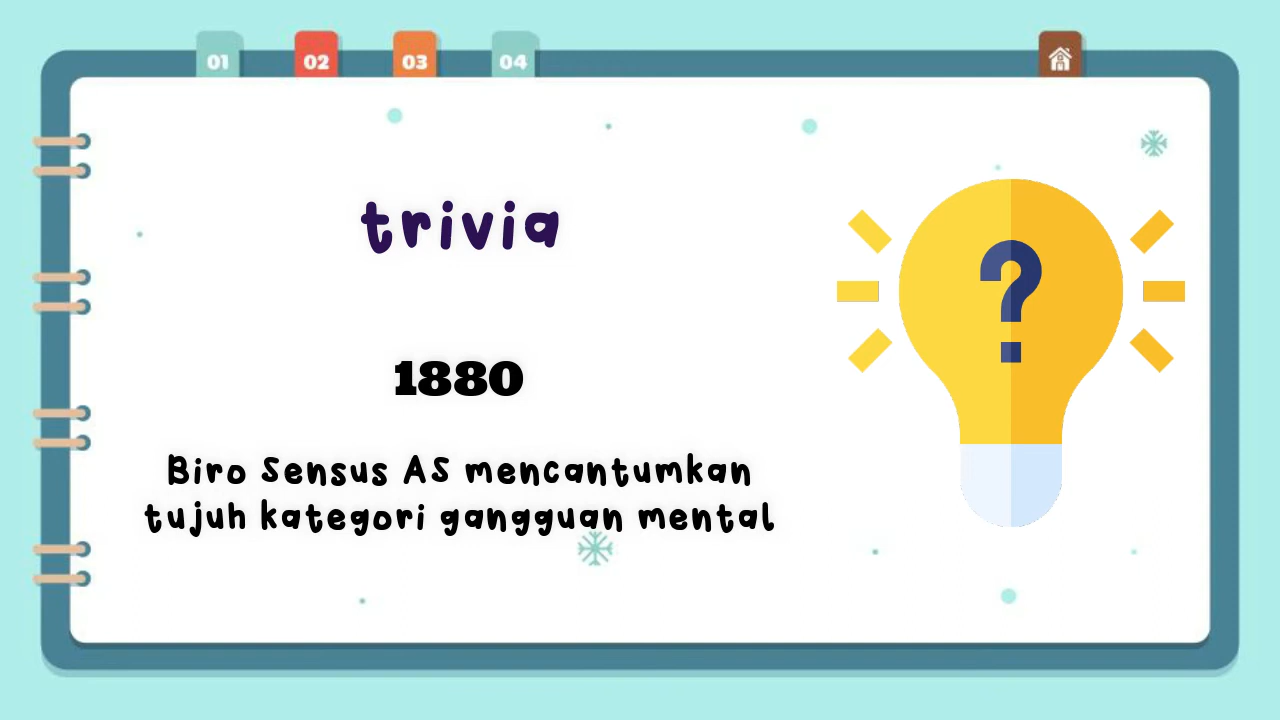 01 02 03 04
trivia
?
1880
Biro Sensus AS mencantumkan
tujuh kategori gangguan mental